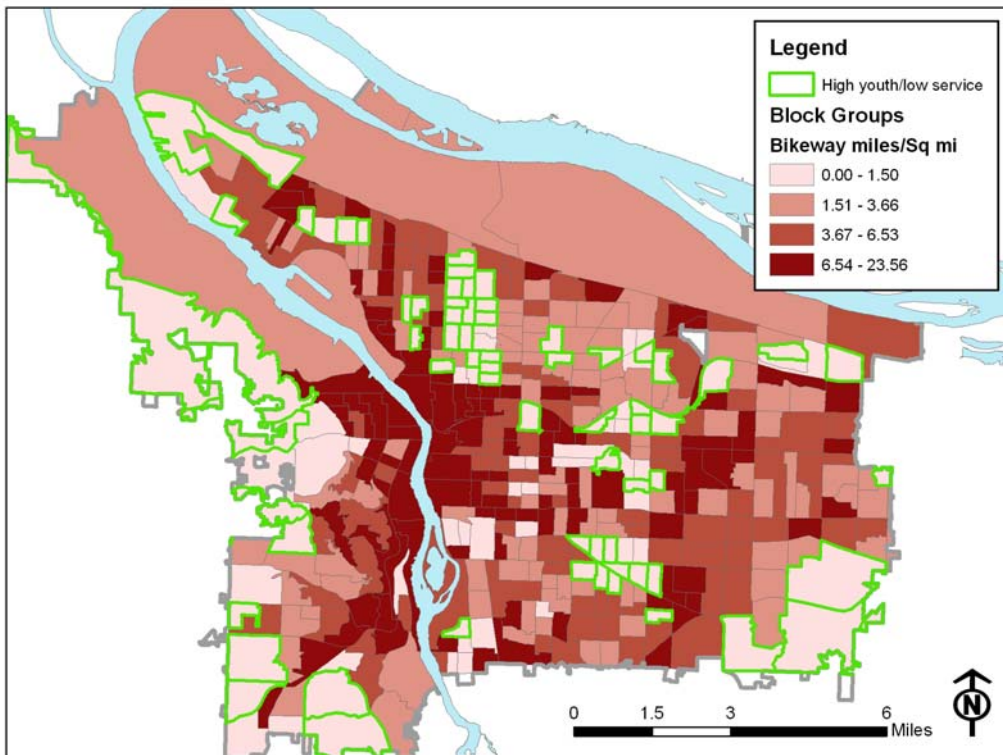 Legend
High youth/low service
Block Groups
Bikeway miles/Sq mi
0.00 - 1.50
1.51 - 3.66
3.67 - 6.53
6.54 - 23.56
N
0 1.5 3 6
Miles